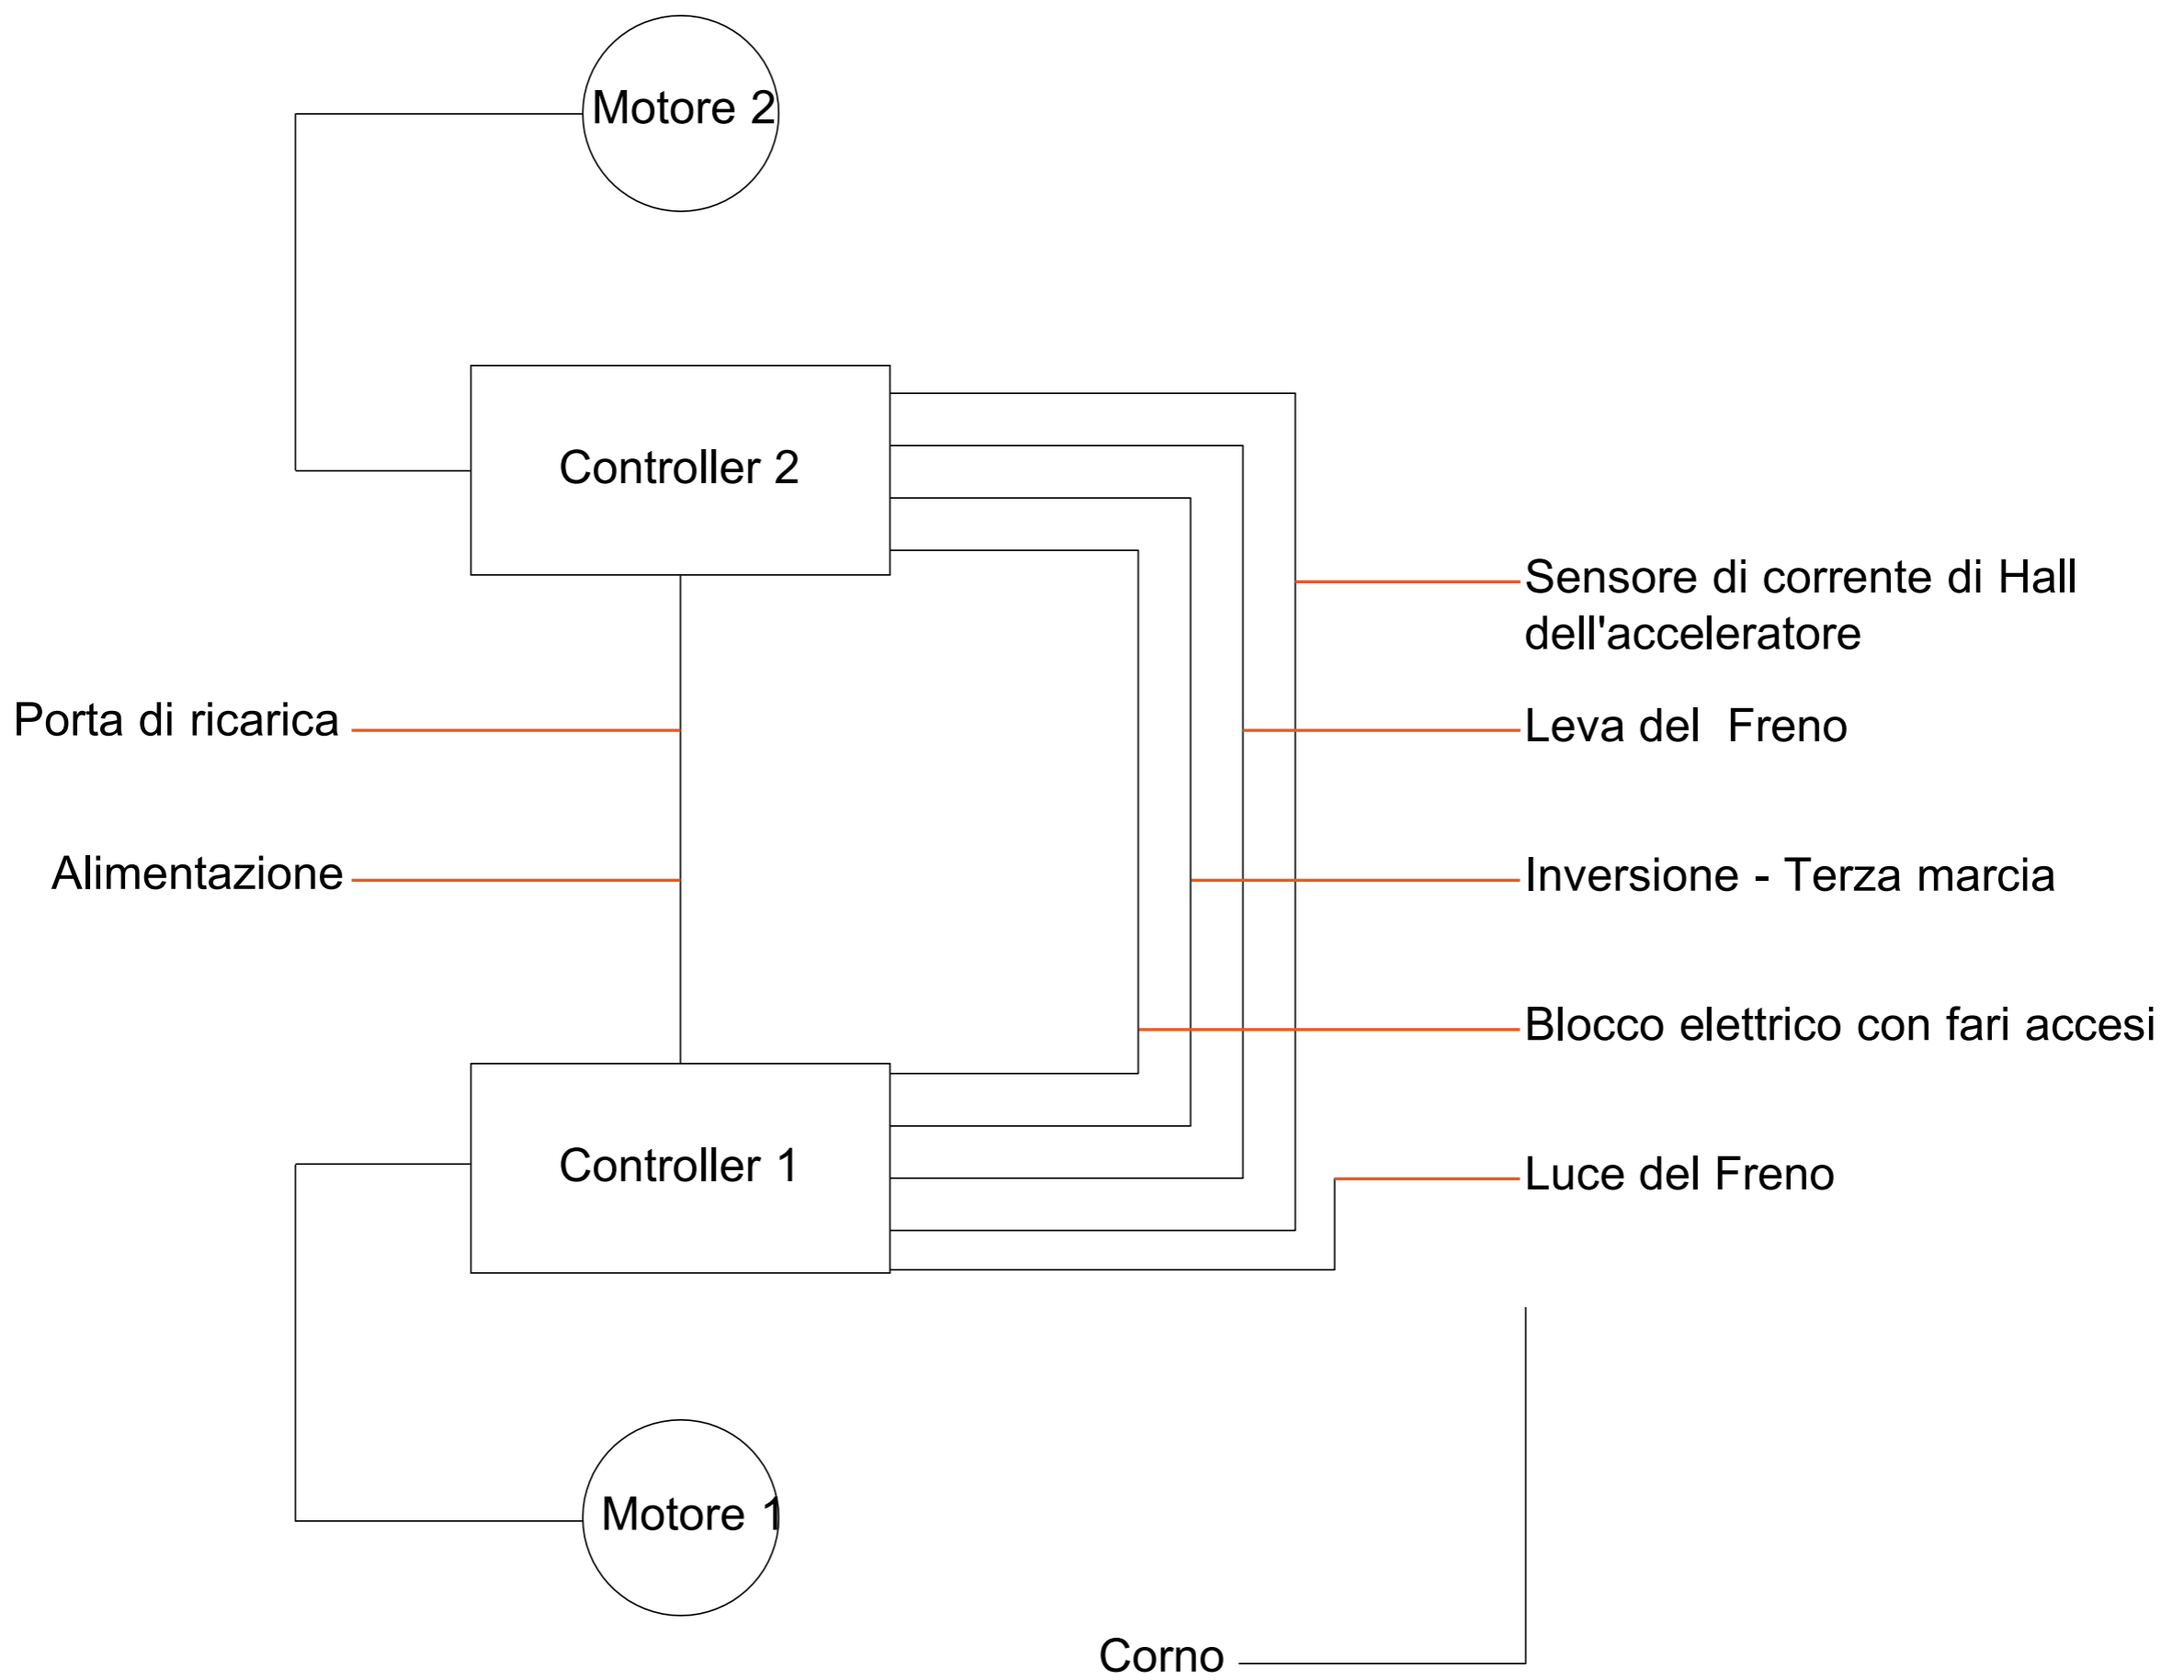 Motore 2
Controller 2
Sensore di corrente di Hall
dell'acceleratore
Porta di ricarica
Leva del  Freno
Alimentazione
Inversione - Terza marcia
Blocco elettrico con fari accesi
Controller 1
Luce del Freno
Motore 1
Corno